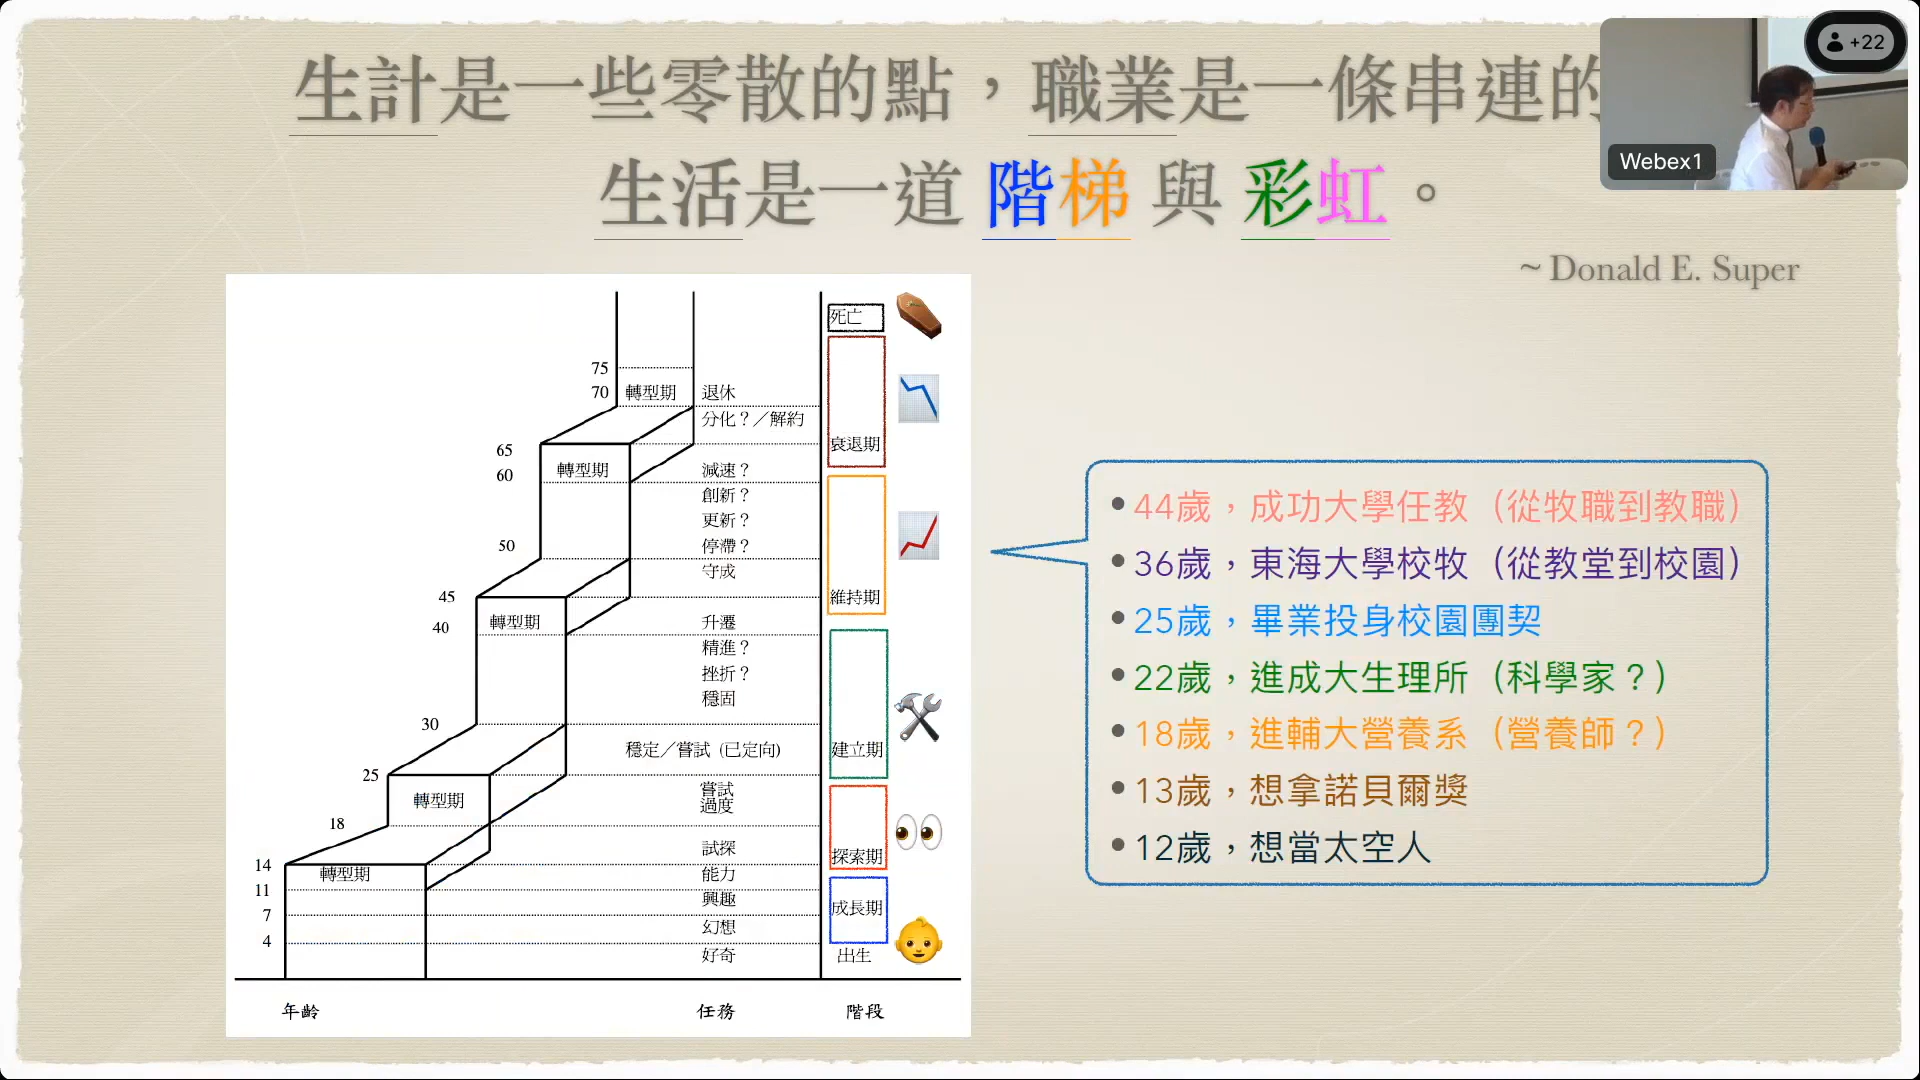 生計是一些零散的點，職業是一條串連的
生活是一道 階梯 與 彩虹 。
~ Donald E. Super
+22
Webex1
死亡
75
70 轉型期 退休
分化？／解約
65
衰退期
60 轉型期 減速？
創新？
更新？
50 停滯？
守成
45 維持期
40 轉型期 升遷
精進？
挫折？
穩固
30
穩定／嘗試 (已定向) 建立期
25
轉型期 嘗試
過度
18
試探 探索期
14
轉型期 能力
11
興趣 成長期
7
幻想
4
好奇 出生
年齡 任務 階段
• 44歲，成功大學任教（從牧職到教職）
• 36歲，東海大學校牧（從教堂到校園）
• 25歲，畢業投身校園團契
• 22歲，進成大生理所（科學家？）
• 18歲，進輔大營養系（營養師？）
• 13歲，想拿諾貝爾獎
• 12歲，想當太空人